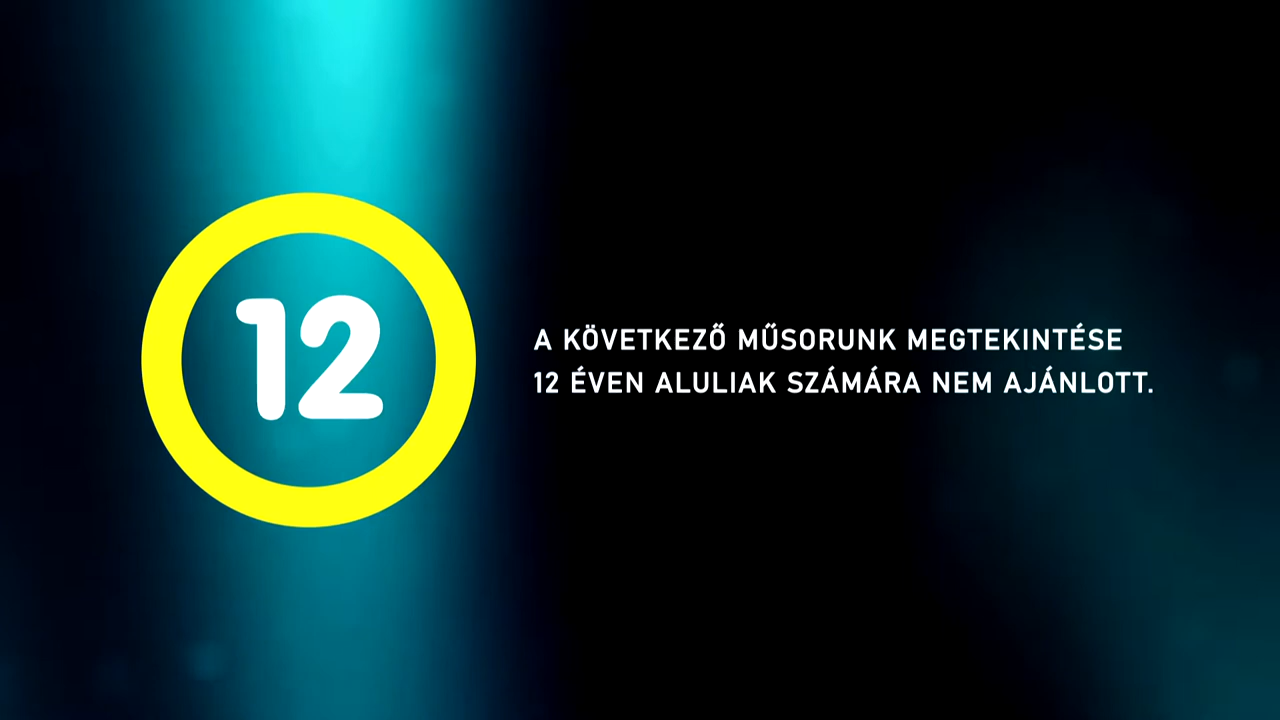 12
A KÖVETKEZŐ MŰSORUNK MEGTEKINTÉSE
12 ÉVEN ALULIAK SZÁMÁRA NEM AJÁNLOTT.